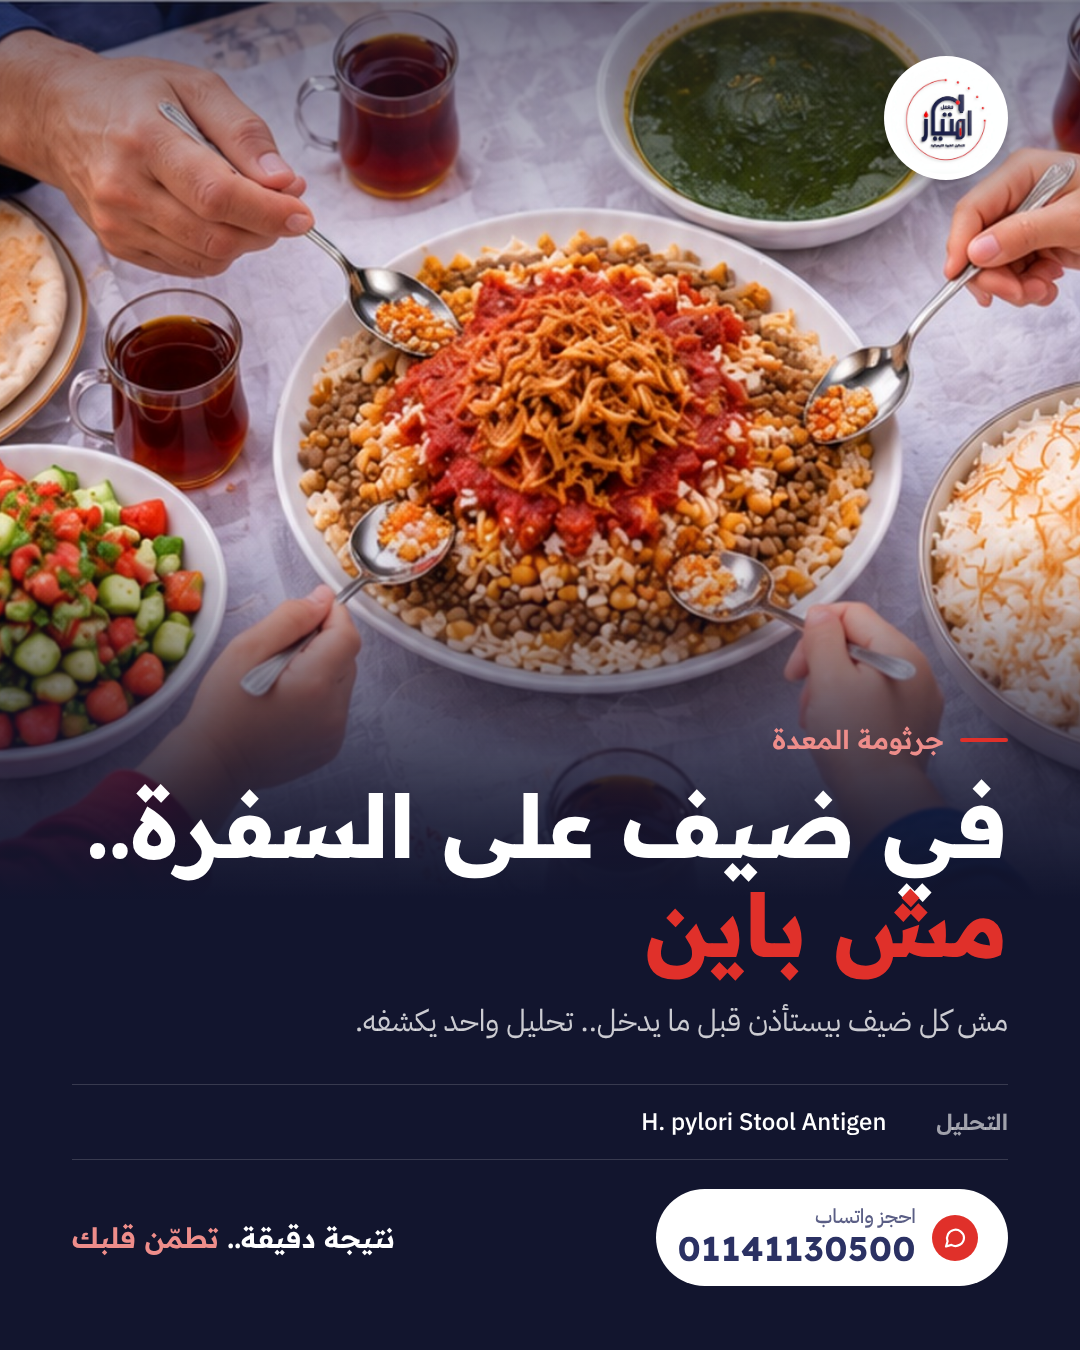 معمل
امتياز
جرثومة المعدة
في ضيف على السفرة..
مش باين
مش كل ضيف بيستأذن قبل ما يدخل.. تحليل واحد يكشفه.
التحليل H. pylori Stool Antigen
احجز واتساب
01141130500
نتيجة دقيقة.. تطمّن قلبك